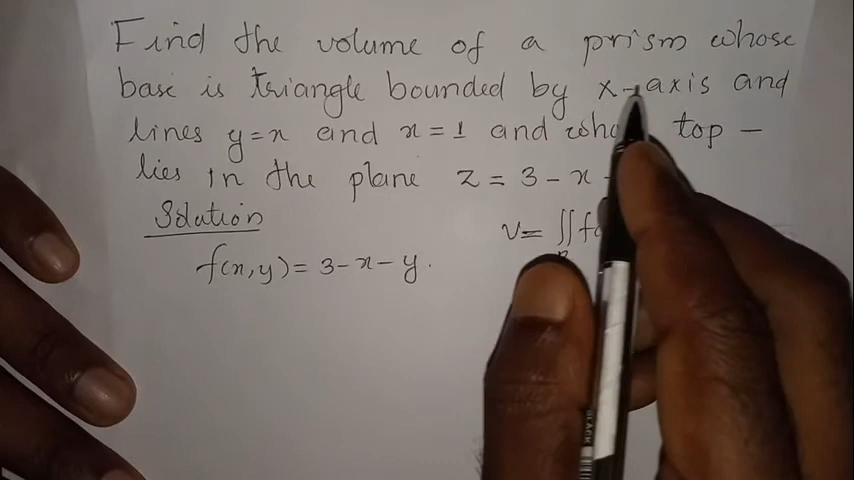 Find the volume of a prism whose
base is triangle bounded by x-axis and
lines y=x and x=1 and top -
lies in the plane z = 3 - x -
Solution
V= ∬
f(x,y) = 3-x-y.